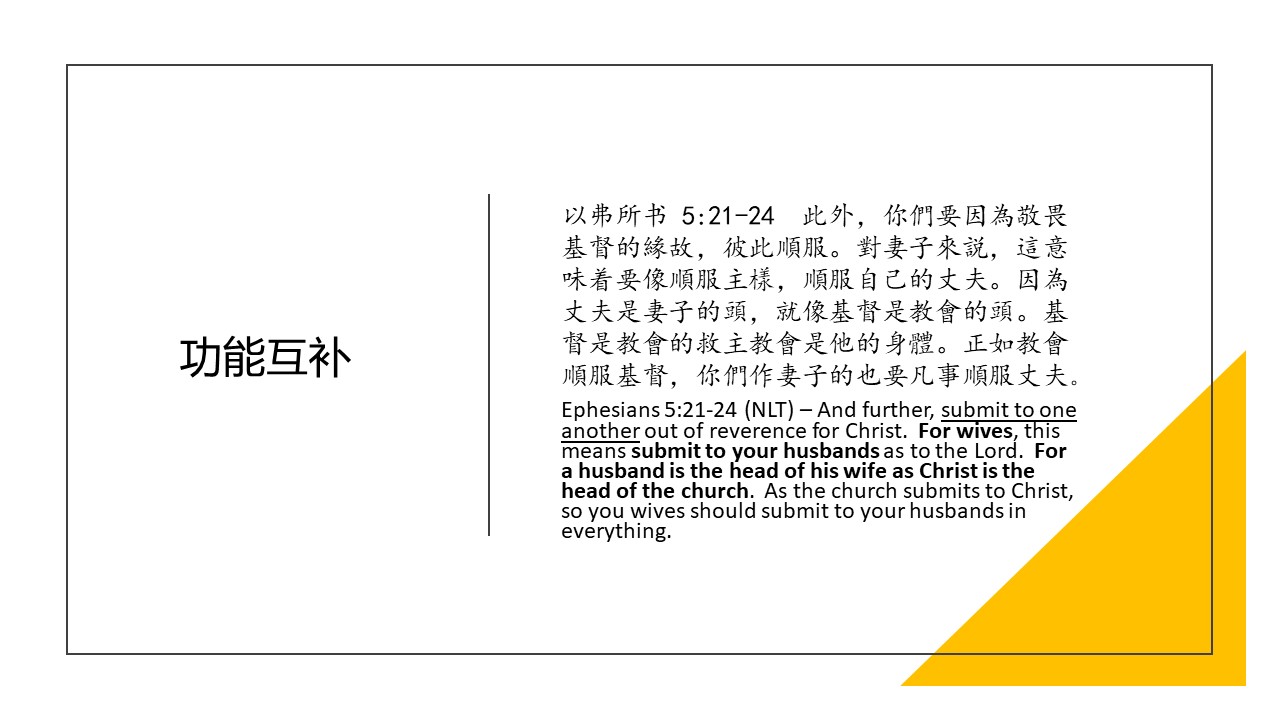 功能互补
以弗所书 5:21-24　此外，你們要因為敬畏
基督的緣故，彼此順服。對妻子來説，這意
味着要像順服主樣，順服自己的丈夫。因為
丈夫是妻子的頭，就像基督是教會的頭。基
督是教會的救主教會是他的身體。正如教會
順服基督，你們作妻子的也要凡事順服丈夫。
Ephesians 5:21-24 (NLT) – And further, submit to one
another out of reverence for Christ.  For wives, this
means submit to your husbands as to the Lord.  For
a husband is the head of his wife as Christ is the
head of the church.  As the church submits to Christ,
so you wives should submit to your husbands in
everything.